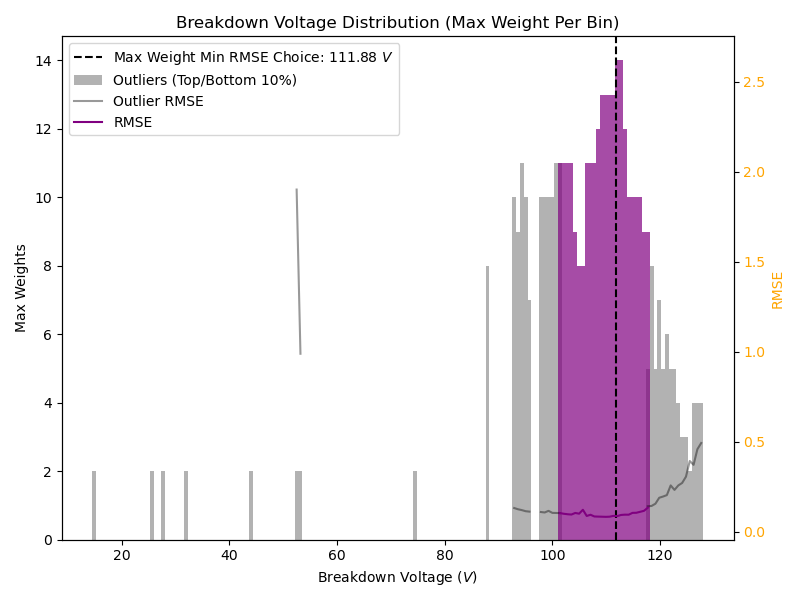 Breakdown Voltage Distribution (Max Weight Per Bin)
Max Weight Min RMSE Choice: 111.88 V
Outliers (Top/Bottom 10%)
Outlier RMSE
RMSE
14
12
10
8
6
4
2
0
Max Weights
2.5
2.0
1.5
1.0
0.5
0.0
RMSE
20 40 60 80 100 120
Breakdown Voltage (V)